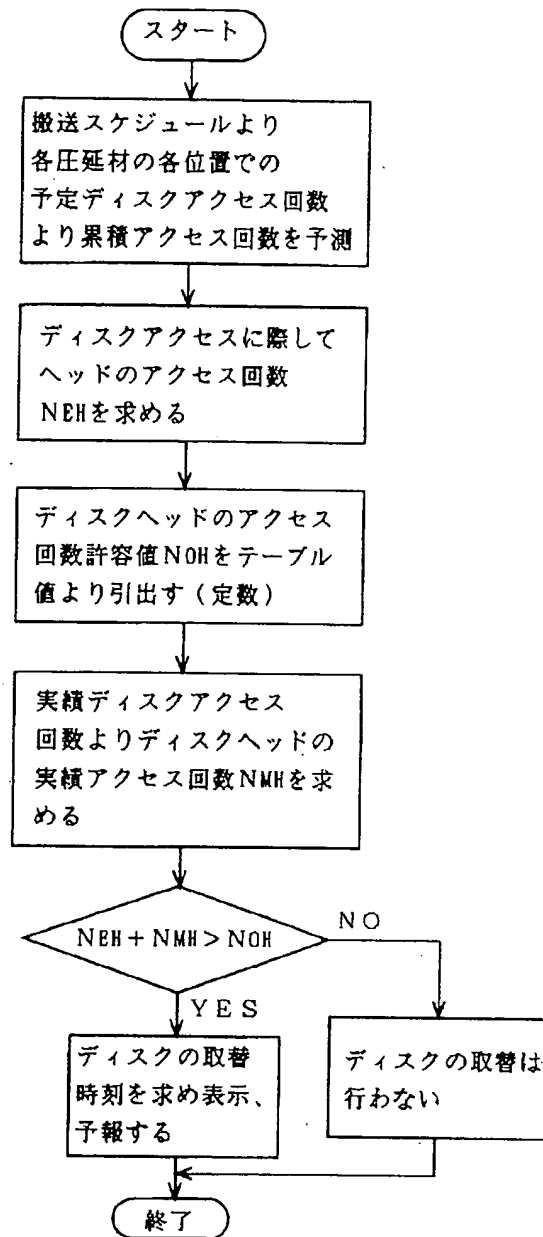 スタート
搬送スケジュールより
各圧延材の各位置での
予定ディスクアクセス回数
より累積アクセス回数を予測
ディスクアクセスに際して
ヘッドのアクセス回数
NEHを求める
ディスクヘッドのアクセス
回数許容値NOHをテーブル
値より引出す(定数)
実績ディスクアクセス
回数よりディスクヘッドの
実績アクセス回数NMHを求
める
NEH+NMH>NOH
NO
YES
ディスクの取替
時刻を求め表示、
予報する
ディスクの取替は
行わない
終了